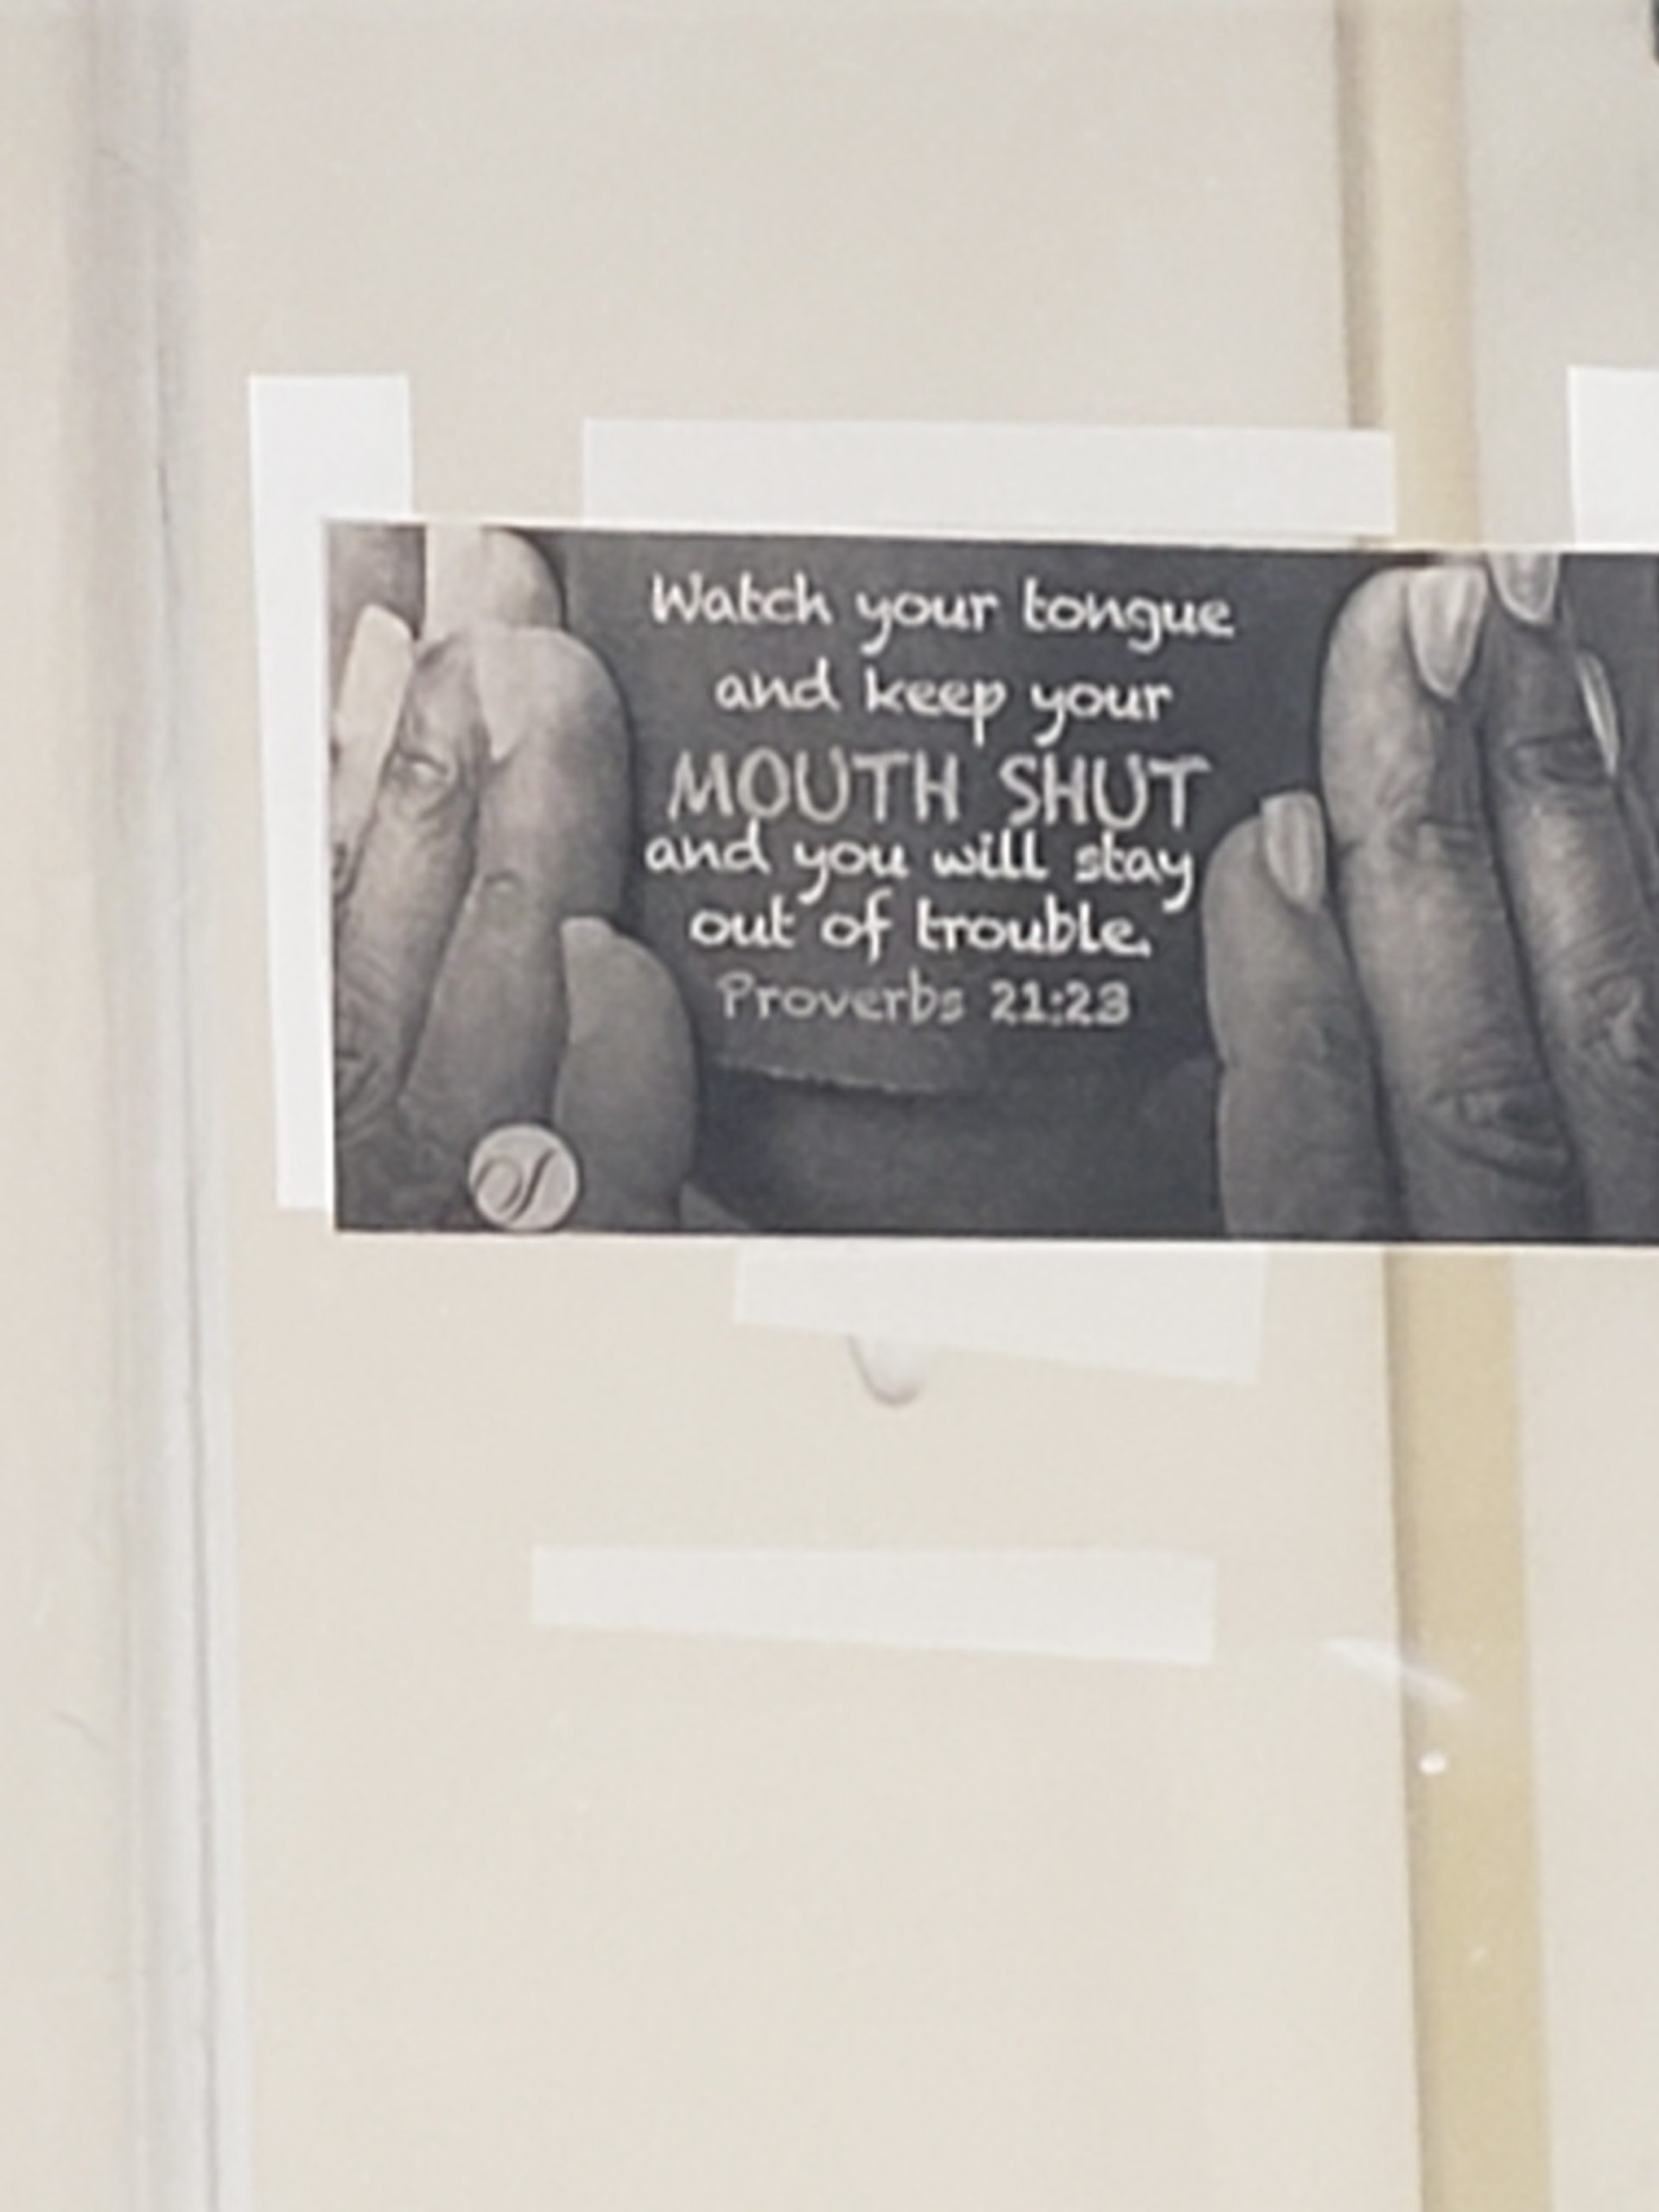 Watch your tongue
and keep your
MOUTH SHUT
and you will stay
out of trouble.
Proverbs 21:23